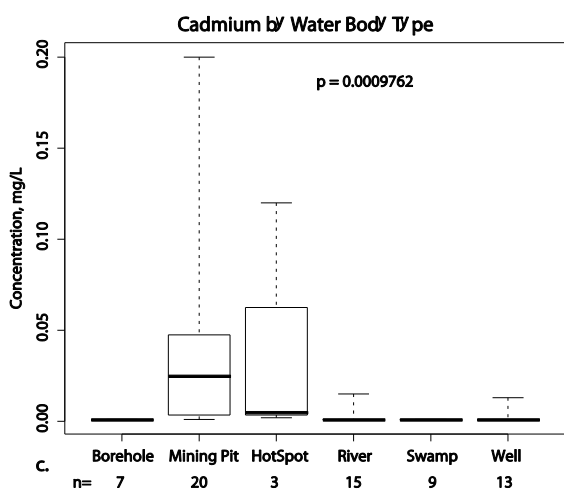 Cadmium by Water Body Type
p = 0.0009762
Concentration, mg/L
0.20
0.15
0.10
0.05
0.00
Borehole Mining Pit HotSpot River Swamp Well
C.
n= 7 20 3 15 9 13